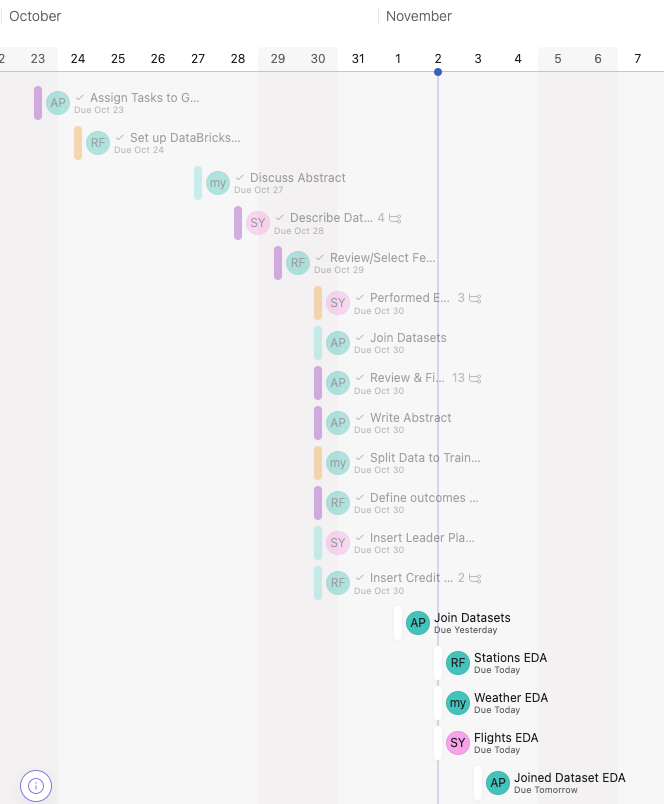 October November
2 23 24 25 26 27 28 29 30 31 1 2 3 4 5 6 7
AP Assign Tasks to G...
Due Oct 23
RF Set up DataBricks...
Due Oct 24
my Discuss Abstract
Due Oct 27
SY Describe Dat... 4
Due Oct 28
RF Review/Select Fe...
Due Oct 29
SY Performed E... 3
Due Oct 30
AP Join Datasets
Due Oct 30
AP Review & Fi... 13
Due Oct 30
AP Write Abstract
Due Oct 30
my Split Data to Train...
Due Oct 30
RF Define outcomes ...
Due Oct 30
SY Insert Leader Pla...
Due Oct 30
RF Insert Credit ... 2
Due Oct 30
AP Join Datasets
Due Yesterday
RF Stations EDA
Due Today
my Weather EDA
Due Today
SY Flights EDA
Due Today
AP Joined Dataset EDA
Due Tomorrow